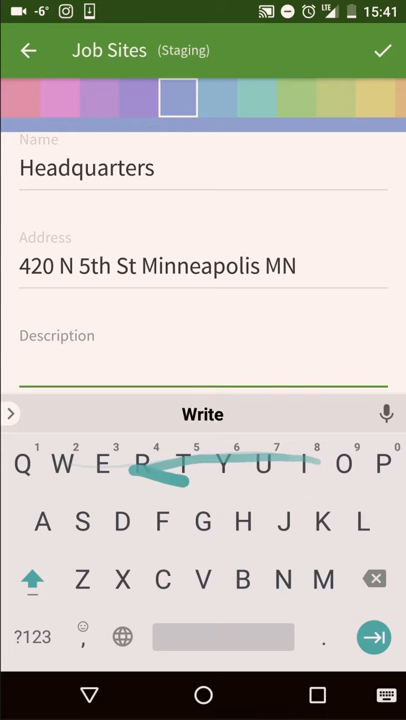 -6° LTE 15:41
Job Sites (Staging)
Name
Headquarters
Address
420 N 5th St Minneapolis MN
Description
Write
1 2 3 4 5 6 7 8 9 0
Q W E R T Y U I O P
A S D F G H J K L
Z X C V B N M
?123 , .